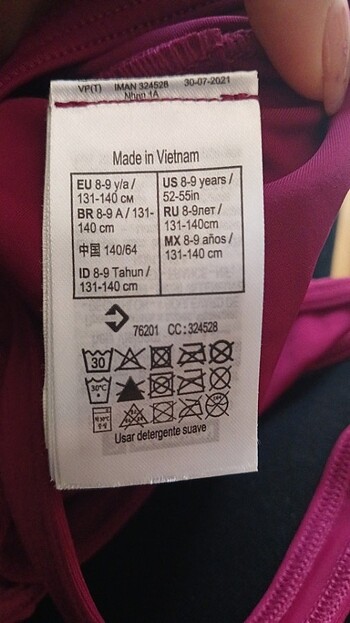 VP(T) IMAN 324528 30-07-2021
Nhan 1A
Made in Vietnam
EU 8-9 y/a /
131-140 см
BR 8-9 A / 131-
140 cm
中国 140/64
ID 8-9 Tahun /
131-140 cm
US 8-9 years /
52-55in
RU 8-9лет /
131-140cm
MX 8-9 años /
131-140 cm
76201 CC:324528
30
30°C
Usar detergente suave